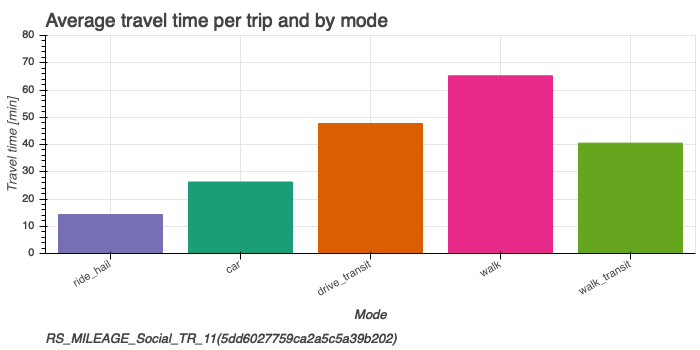 Average travel time per trip and by mode
80
70
60
50
40
30
20
10
0
Travel time [min]
ride_hail
car
drive_transit
walk
walk_transit
Mode
RS_MILEAGE_Social_TR_11(5dd6027759ca2a5c5a39b202)